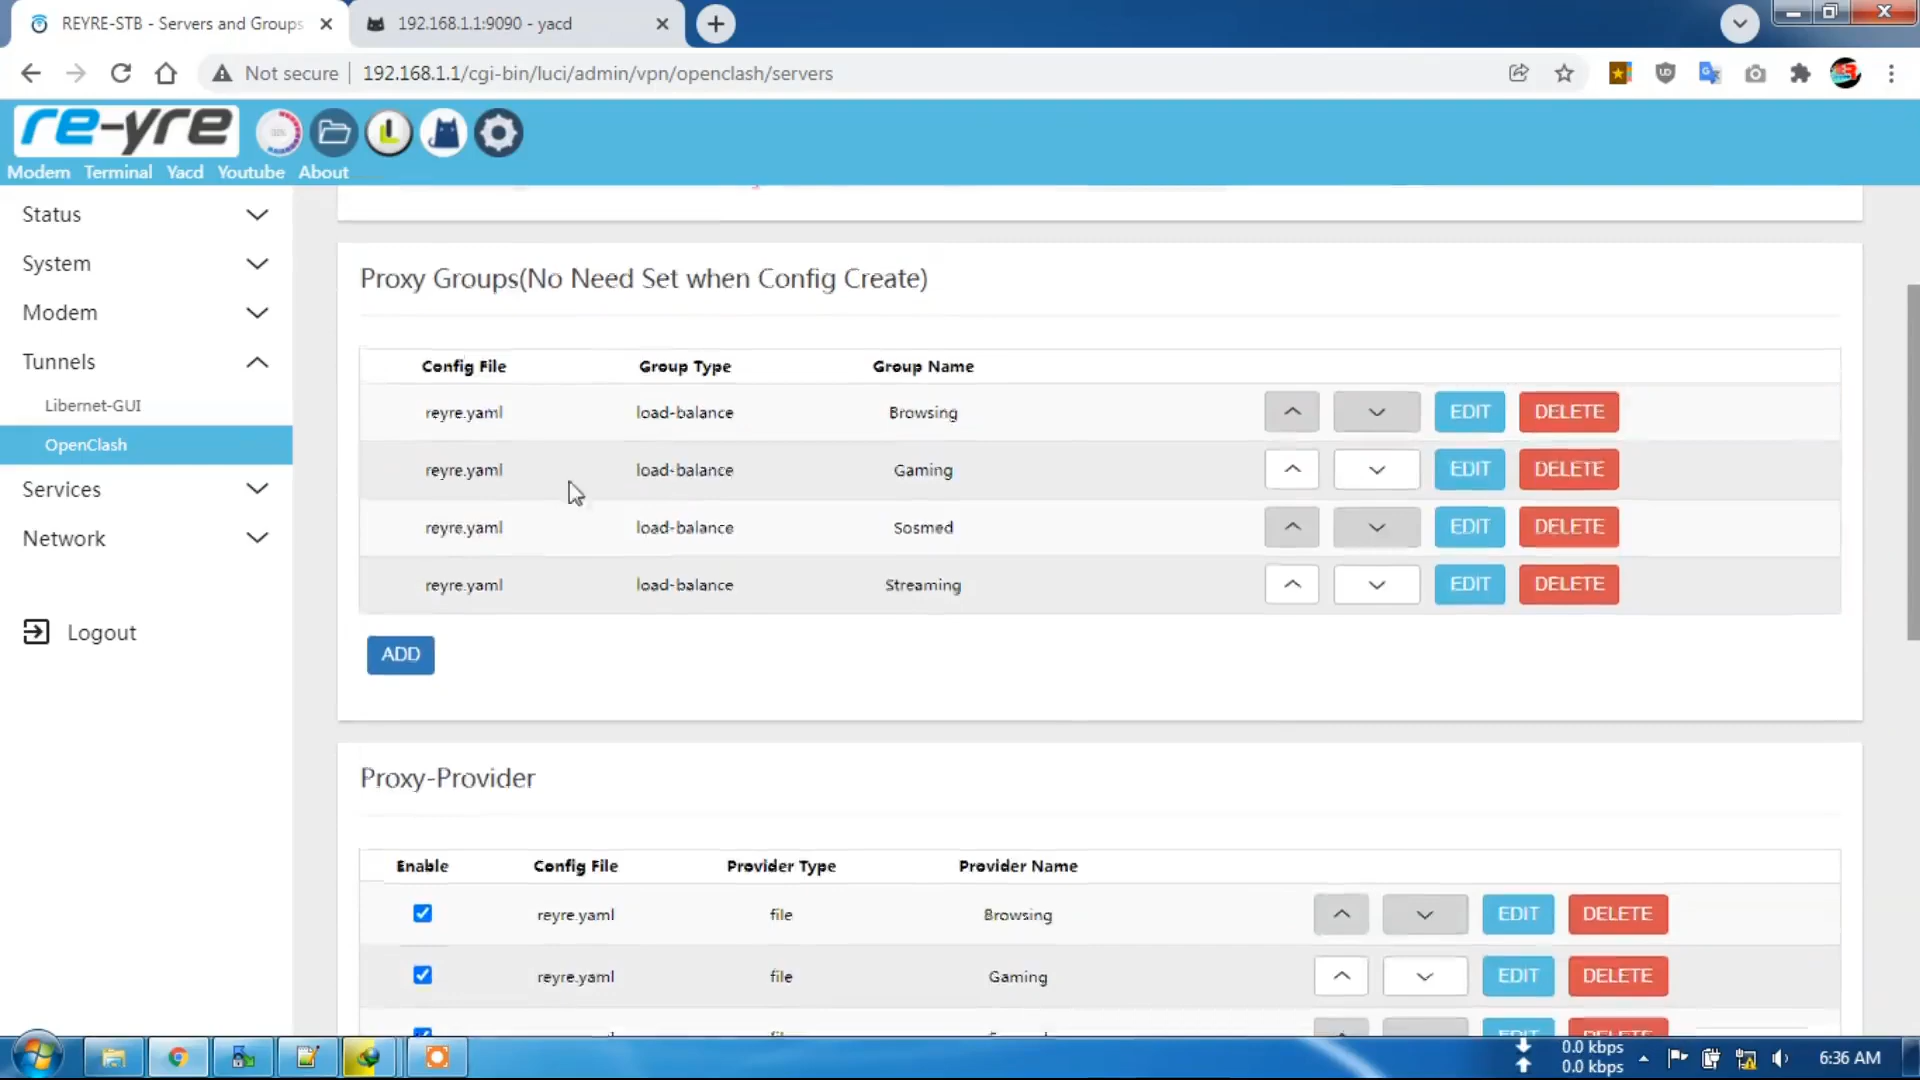 REYRE-STB - Servers and Groups
192.168.1.1:9090 - yacd
Not secure
192.168.1.1/cgi-bin/luci/admin/vpn/openclash/servers
re-yre
Modem Terminal Yacd Youtube About
Status
System
Modem
Tunnels
Libernet-GUI
OpenClash
Services
Network
Logout
Proxy Groups(No Need Set when Config Create)
Config File Group Type Group Name
reyre.yaml load-balance Browsing EDIT DELETE
reyre.yaml load-balance Gaming EDIT DELETE
reyre.yaml load-balance Sosmed EDIT DELETE
reyre.yaml load-balance Streaming EDIT DELETE
ADD
Proxy-Provider
Enable Config File Provider Type Provider Name
reyre.yaml file Browsing EDIT DELETE
reyre.yaml file Gaming EDIT DELETE
EDIT DELETE
0.0 kbps
0.0 kbps
6:36 AM